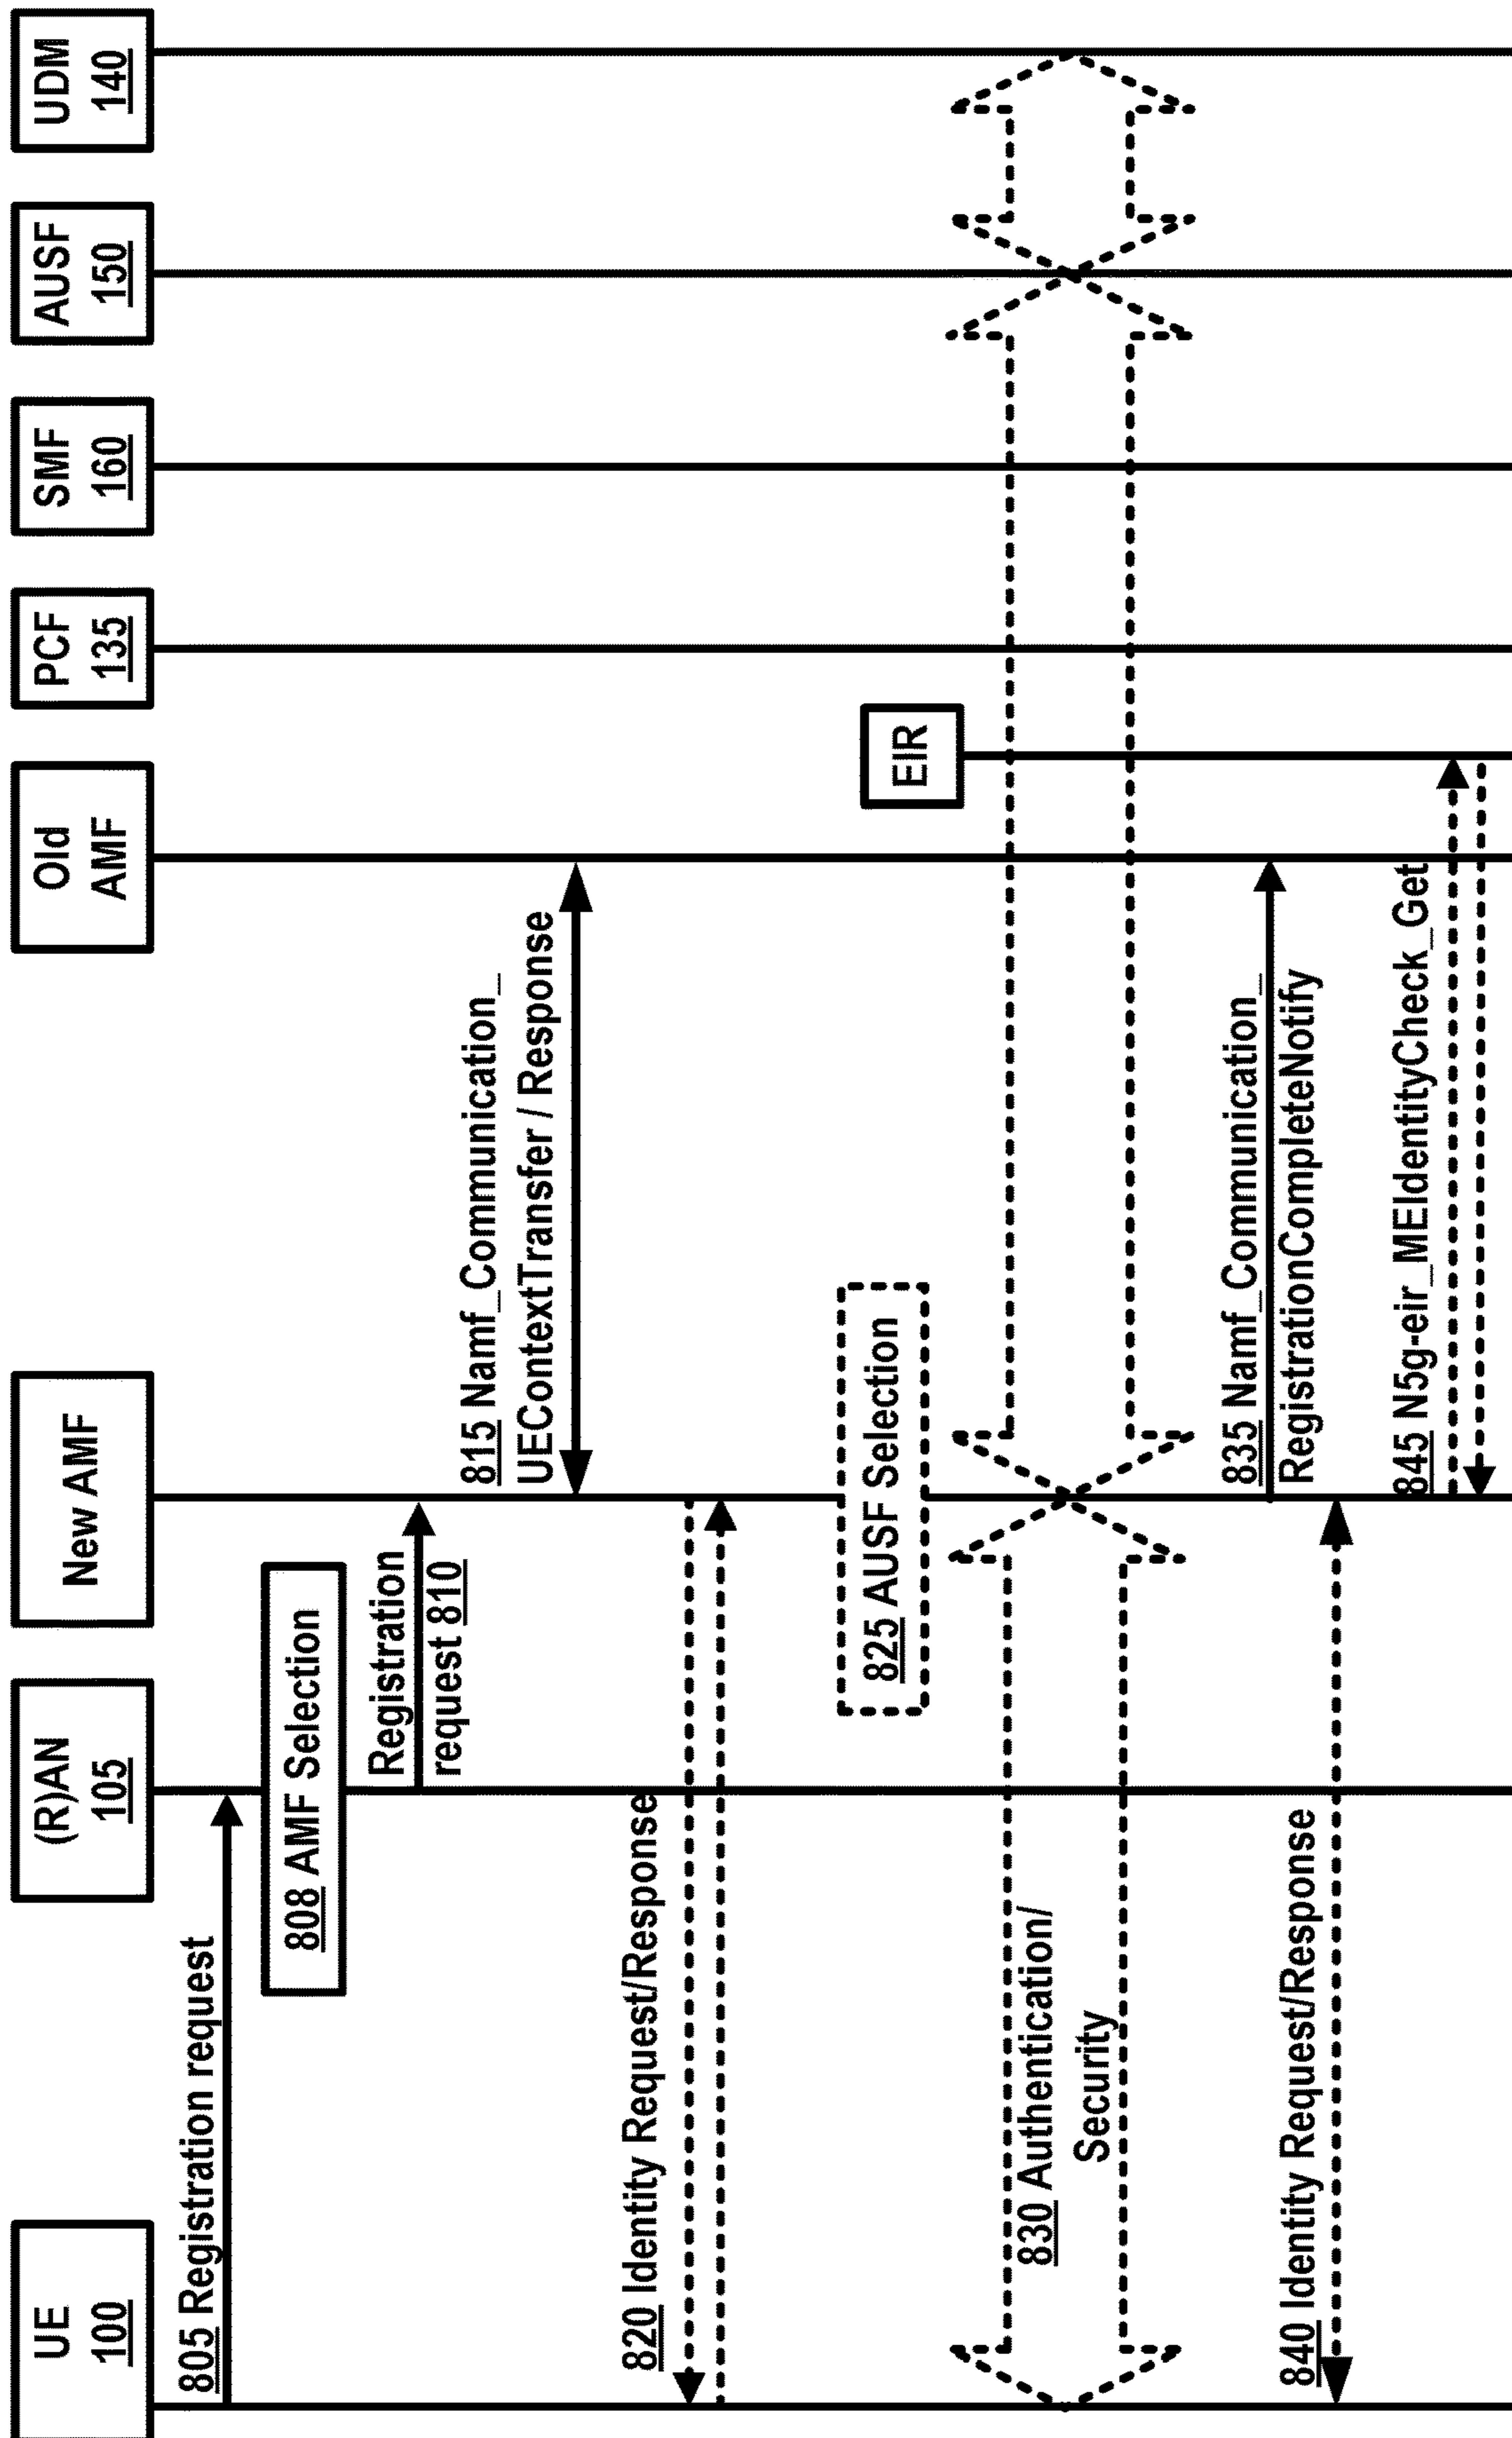 UE
100
(R)AN
105
New AMF
Old
AMF
PCF
135
SMF
160
AUSF
150
UDM
140
805 Registration request
808 AMF Selection
Registration
request 810
815 Namf_Communication_
UEContextTransfer / Response
820 Identity Request/Response
825 AUSF Selection
EIR
830 Authentication/
Security
835 Namf_Communication_
RegistrationCompleteNotify
840 Identity Request/Response
845 N5g-eir_MEIdentityCheck_Get